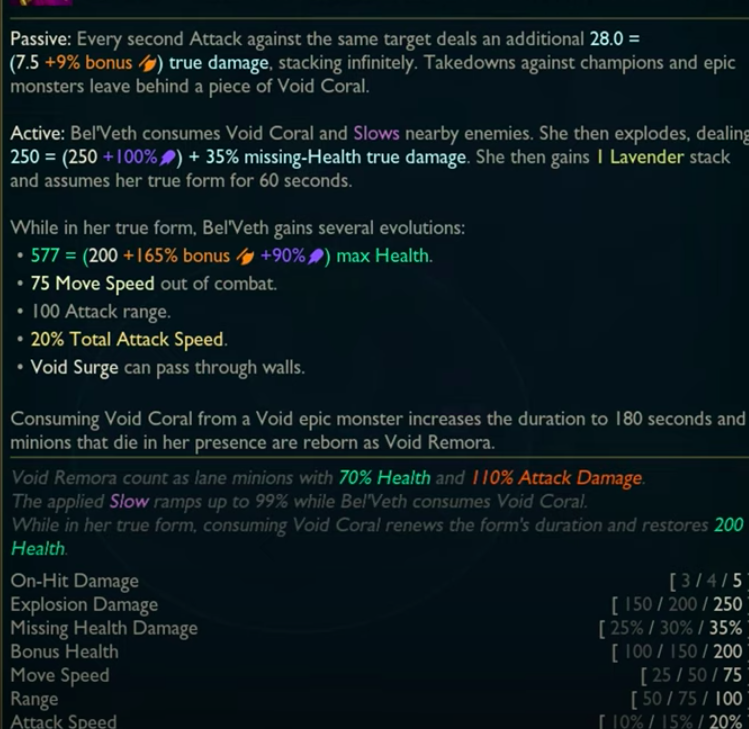 Passive: Every second Attack against the same target deals an additional 28.0 =
(7.5 +9% bonus ) true damage, stacking infinitely. Takedowns against champions and epic
monsters leave behind a piece of Void Coral.
Active: Bel'Veth consumes Void Coral and Slows nearby enemies. She then explodes, dealing
250 = (250 +100% ) + 35% missing-Health true damage. She then gains 1 Lavender stack
and assumes her true form for 60 seconds.
While in her true form, Bel'Veth gains several evolutions:
• 577 = (200 +165% bonus +90% ) max Health.
• 75 Move Speed out of combat.
• 100 Attack range.
• 20% Total Attack Speed.
• Void Surge can pass through walls.
Consuming Void Coral from a Void epic monster increases the duration to 180 seconds and
minions that die in her presence are reborn as Void Remora.
Void Remora count as lane minions with 70% Health and 110% Attack Damage.
The applied Slow ramps up to 99% while Bel'Veth consumes Void Coral.
While in her true form, consuming Void Coral renews the form's duration and restores 200
Health.
On-Hit Damage [ 3 / 4 / 5
Explosion Damage [ 150 / 200 / 250
Missing Health Damage [ 25% / 30% / 35%
Bonus Health [ 100 / 150 / 200
Move Speed [ 25 / 50 / 75
Range [ 50 / 75 / 100
Attack Speed [ 10% / 15% / 20%